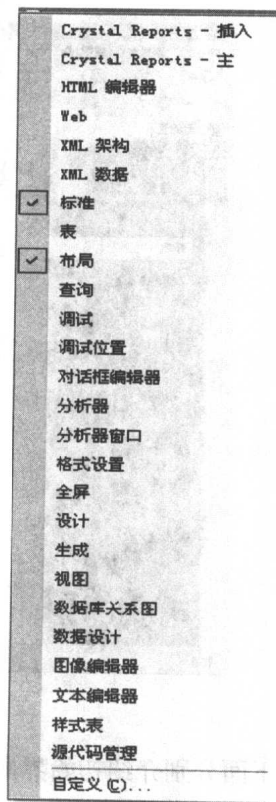 Crystal Reports - 插入
Crystal Reports - 主
HTML 编辑器
Web
XML 架构
XML 数据
标准
表
布局
查询
调试
调试位置
对话框编辑器
分析器
分析器窗口
格式设置
全屏
设计
生成
视图
数据库关系图
数据设计
图像编辑器
文本编辑器
样式表
源代码管理
自定义(C)...